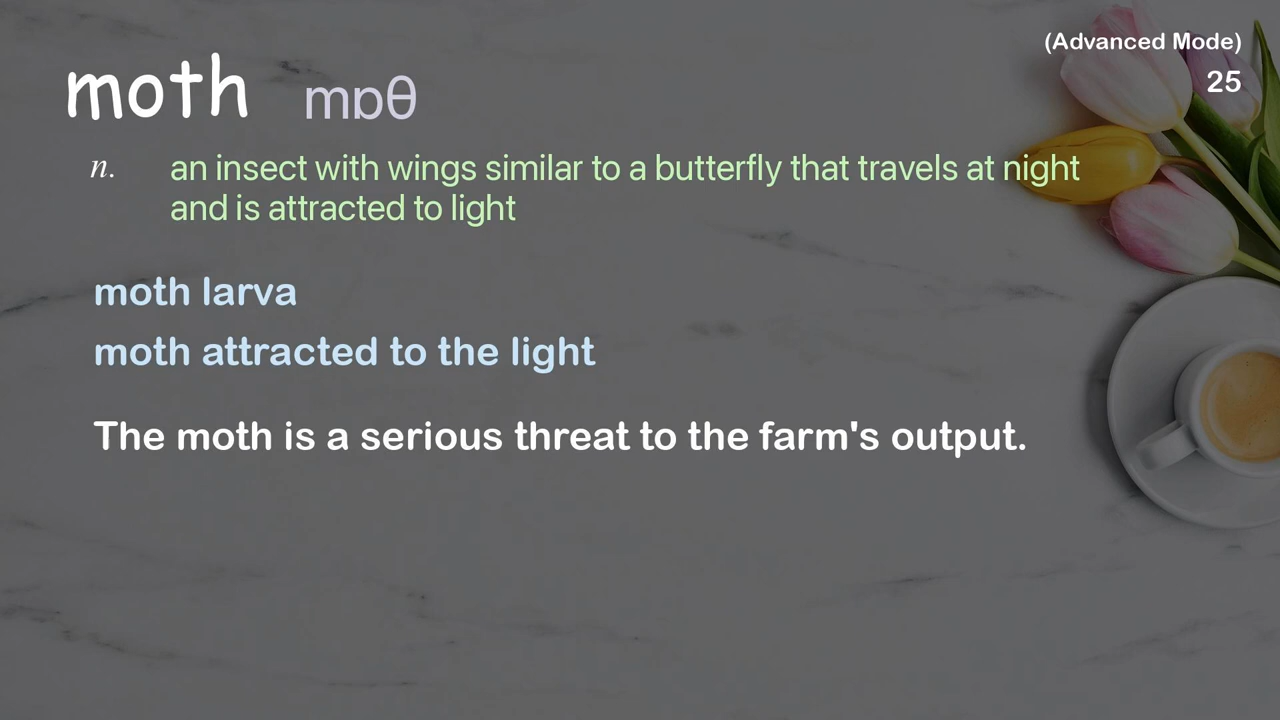 (Advanced Mode)
25
moth mɒθ
n. an insect with wings similar to a butterfly that travels at night
and is attracted to light
moth larva
moth attracted to the light
The moth is a serious threat to the farm's output.